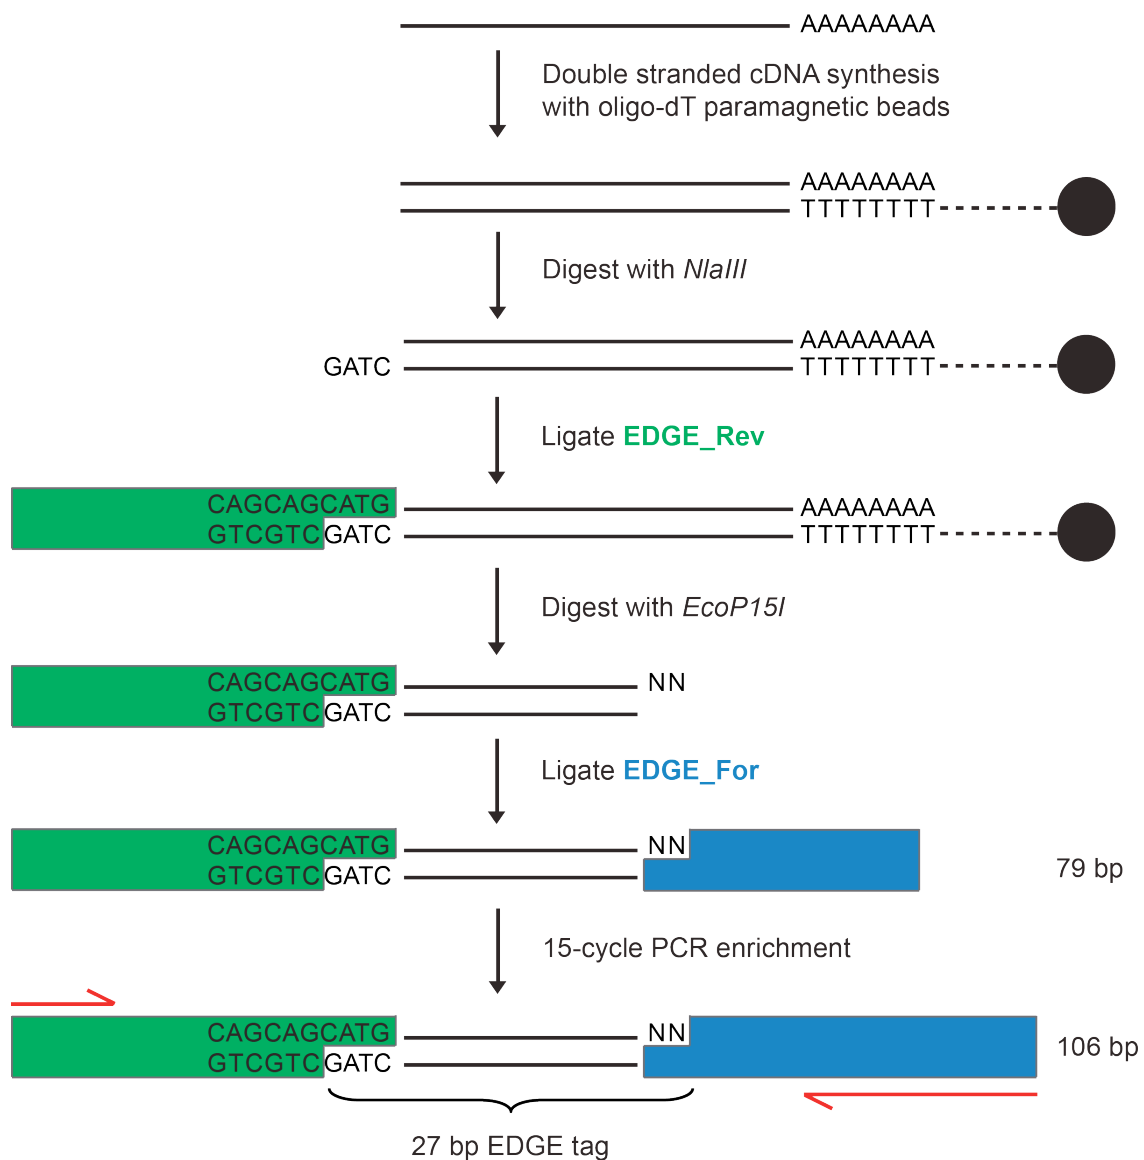 AAAAAAAA
Double stranded cDNA synthesis
with oligo-dT paramagnetic beads
AAAAAAAA
TTTTTTTT
Digest with NlaIII
AAAAAAAA
GATC TTTTTTTT
Ligate EDGE_Rev
CAGCAGCATG AAAAAAAA
GTCGTCGATC TTTTTTTT
Digest with EcoP15I
CAGCAGCATG NN
GTCGTCGATC
Ligate EDGE_For
CAGCAGCATG NN
GTCGTCGATC
79 bp
15-cycle PCR enrichment
CAGCAGCATG NN
GTCGTCGATC
106 bp
27 bp EDGE tag